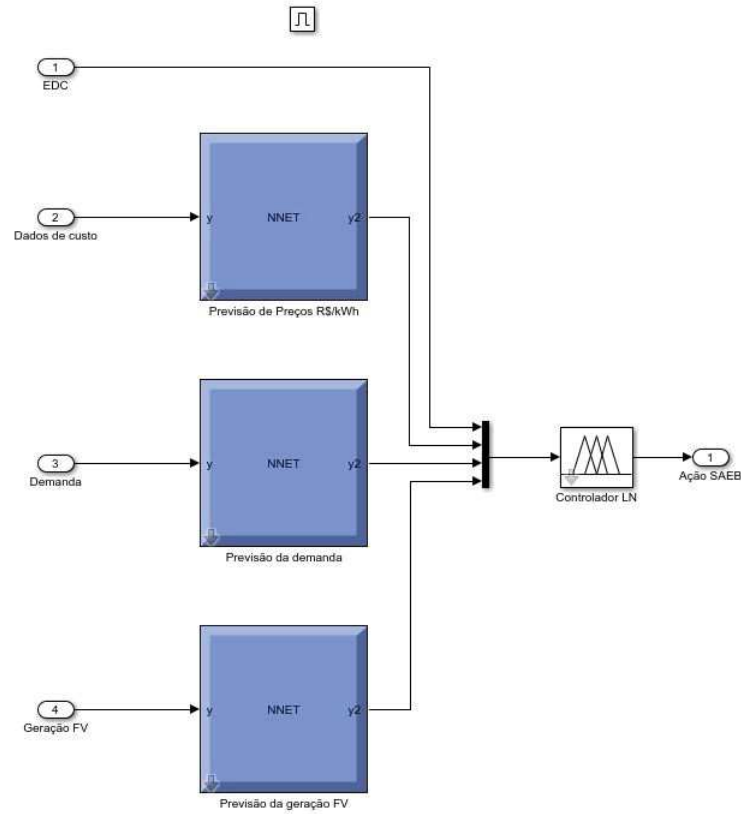 1
EDC
y
NNET
y2
2
Dados de custo
Previsão de Preços R$/kWh
y
NNET
y2
3
Demanda
Previsão da demanda
1
Ação SAEB
Controlador LN
y
NNET
y2
4
Geração FV
Previsão da geração FV